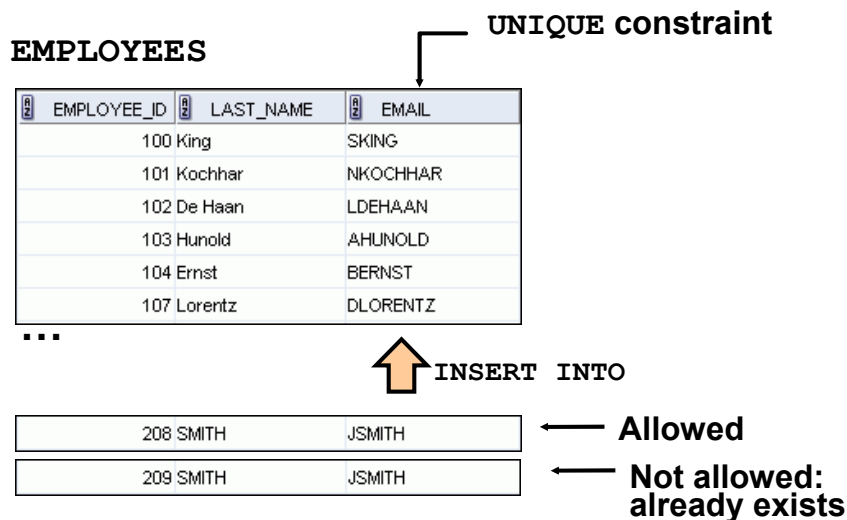 UNIQUE constraint
EMPLOYEES
EMPLOYEE_ID LAST_NAME EMAIL
100 King SKING
101 Kochhar NKOCHHAR
102 De Haan LDEHAAN
103 Hunold AHUNOLD
104 Ernst BERNST
107 Lorentz DLORENTZ
...
INSERT INTO
208 SMITH JSMITH
Allowed
209 SMITH JSMITH
Not allowed:
already exists